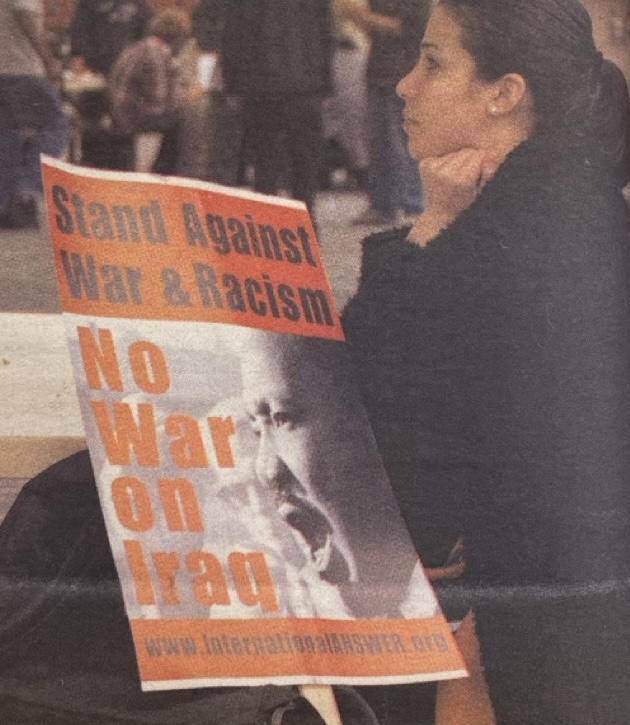 Stand Against
War & Racism
No
War
on
Iraq
www.InternationalANSWER.org